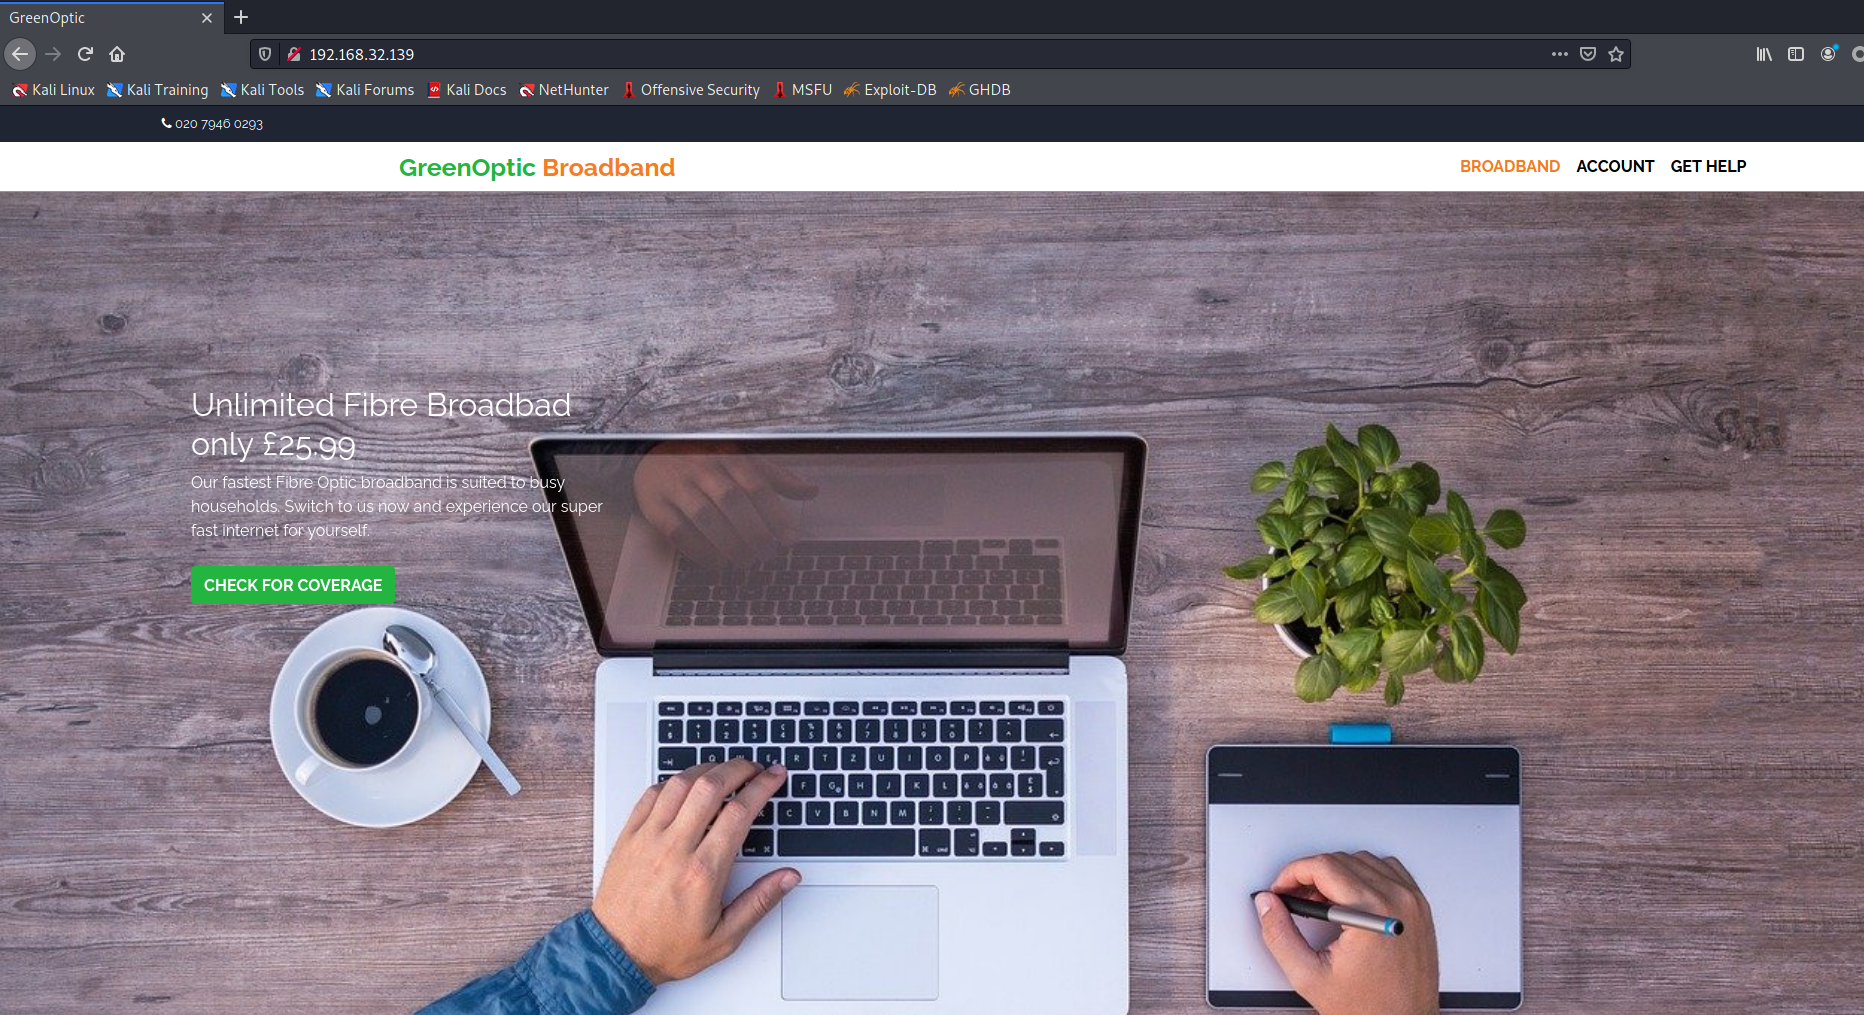 GreenOptic
192.168.32.139
Kali Linux Kali Training Kali Tools Kali Forums Kali Docs NetHunter Offensive Security MSFU Exploit-DB GHDB
020 7946 0293
GreenOptic Broadband BROADBAND ACCOUNT GET HELP
Unlimited Fibre Broadbad
only £25.99
Our fastest Fibre Optic broadband is suited to busy
households. Switch to us now and experience our super
fast internet for yourself.
CHECK FOR COVERAGE